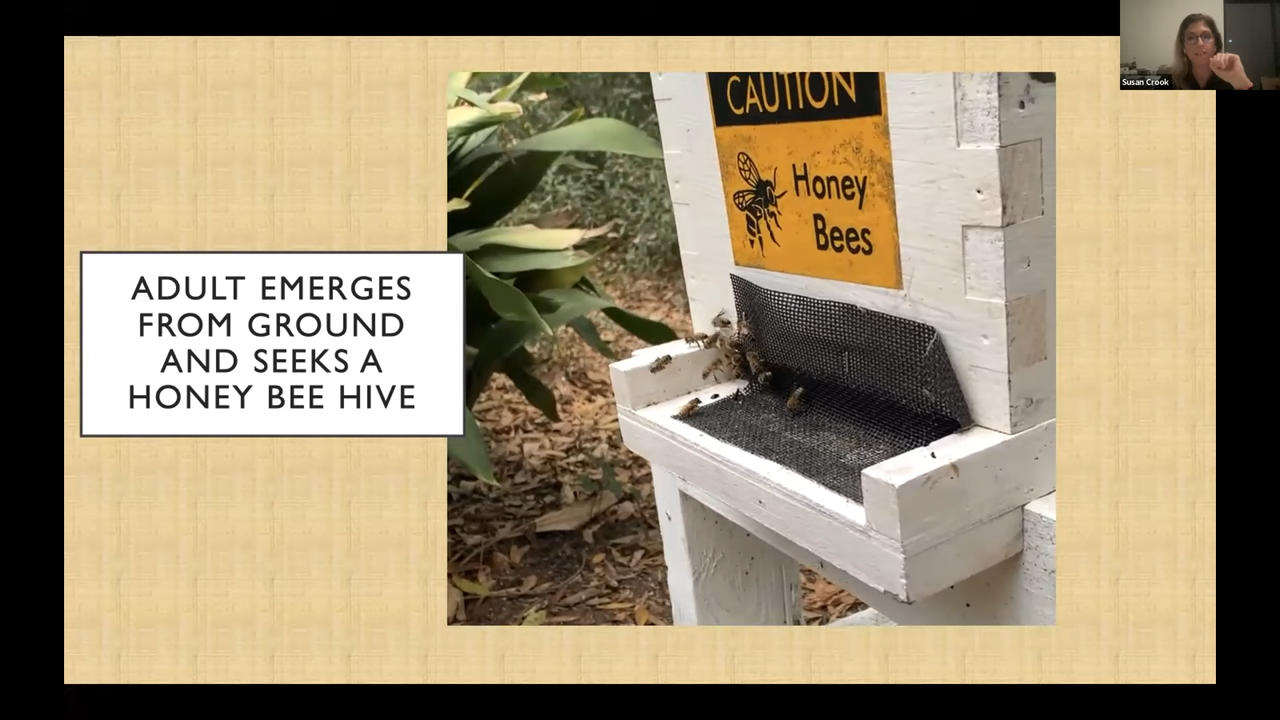 ADULT EMERGES
FROM GROUND
AND SEEKS A
HONEY BEE HIVE
CAUTION
Honey
Bees
Susan Crook